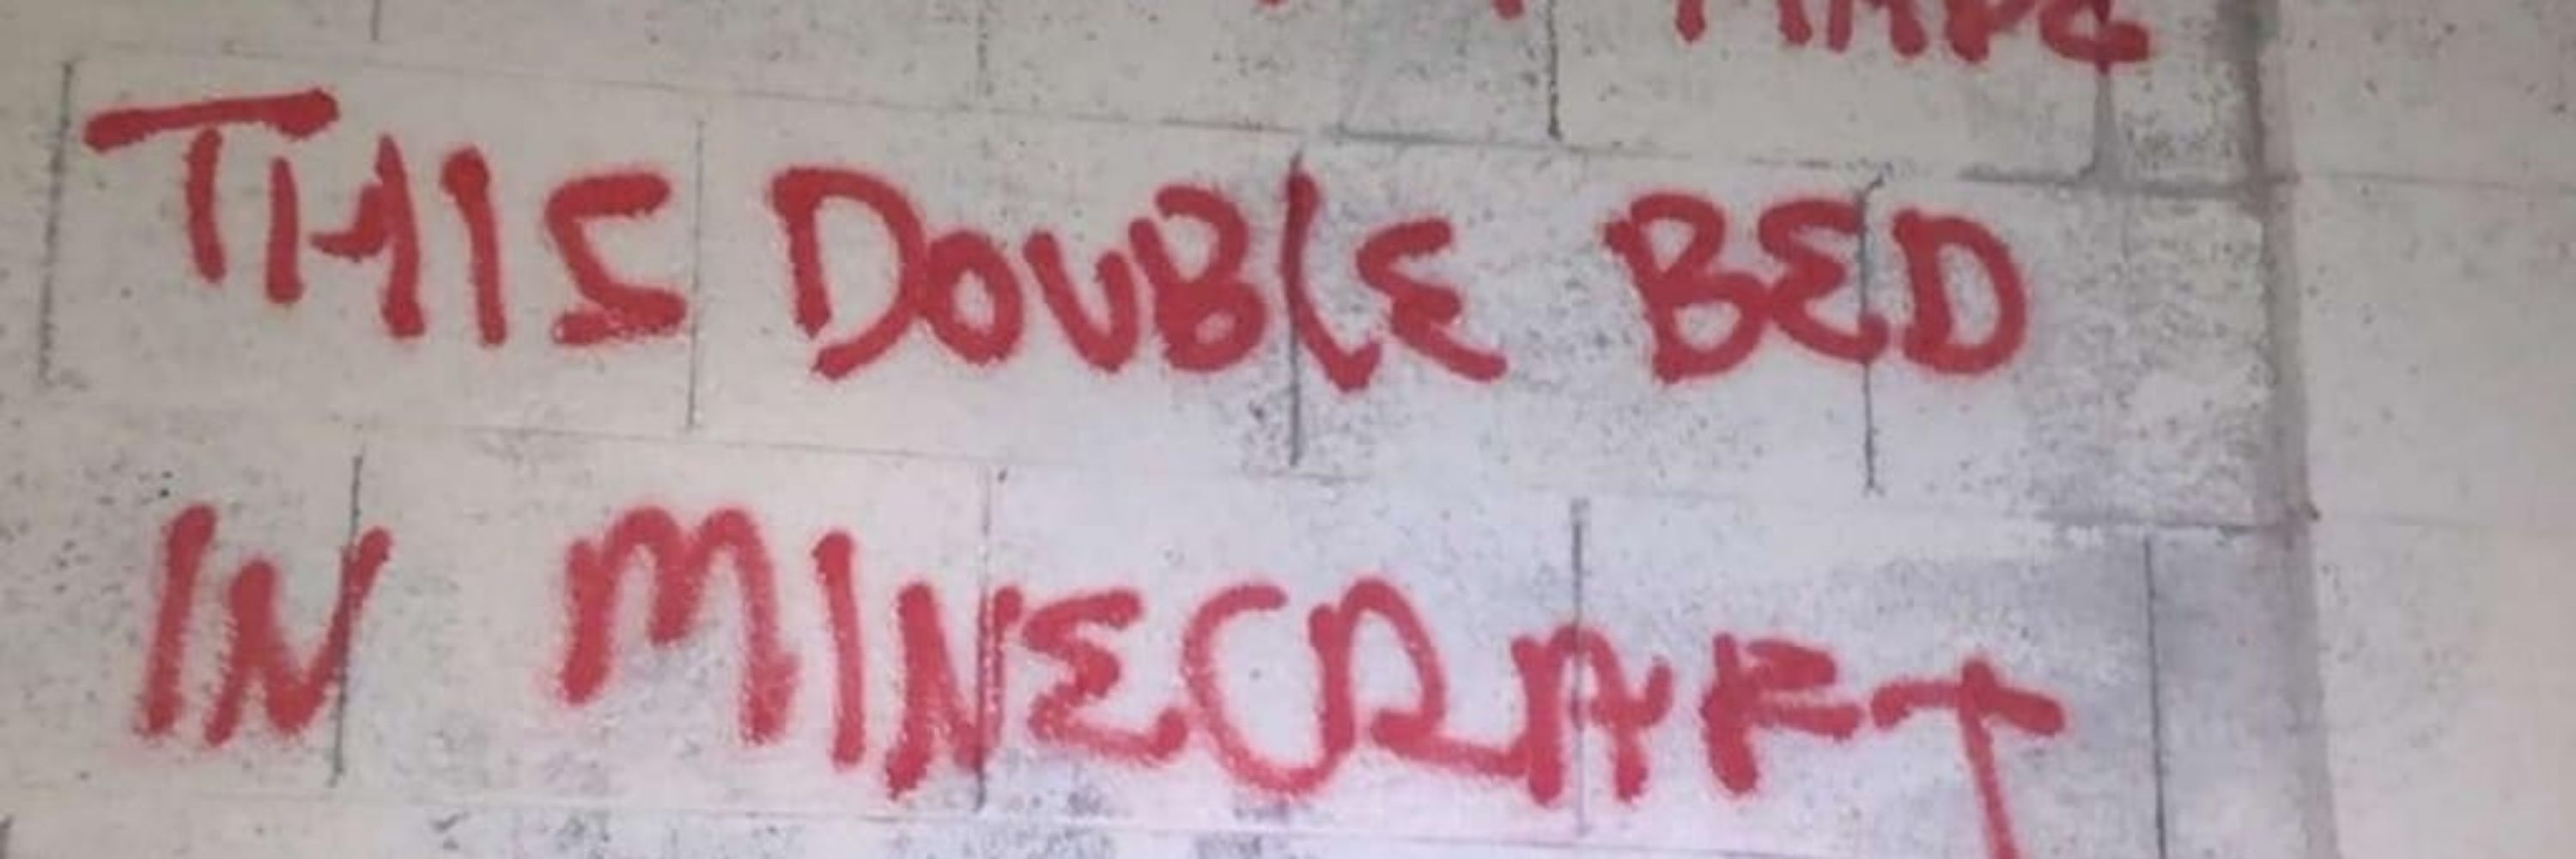 THIS DOUBLE BED
IN MINECRAFT